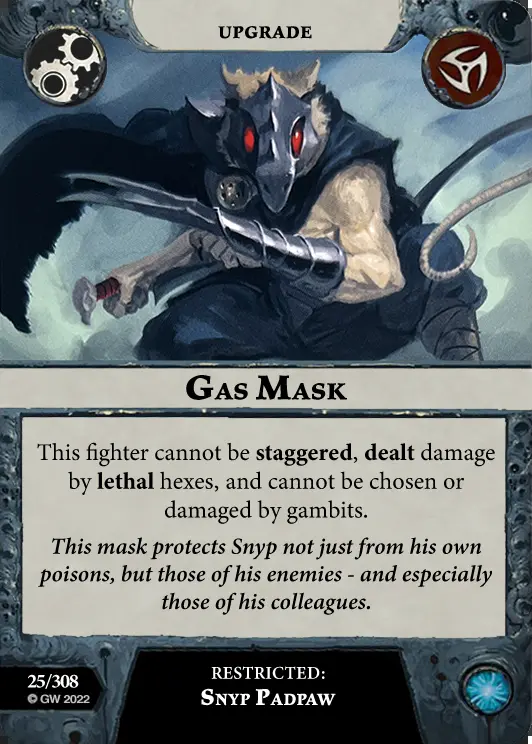 UPGRADE
GAS MASK
This fighter cannot be staggered, dealt damage
by lethal hexes, and cannot be chosen or
damaged by gambits.
This mask protects Snyp not just from his own
poisons, but those of his enemies - and especially
those of his colleagues.
25/308
© GW 2022
RESTRICTED:
SNYP PADPAW